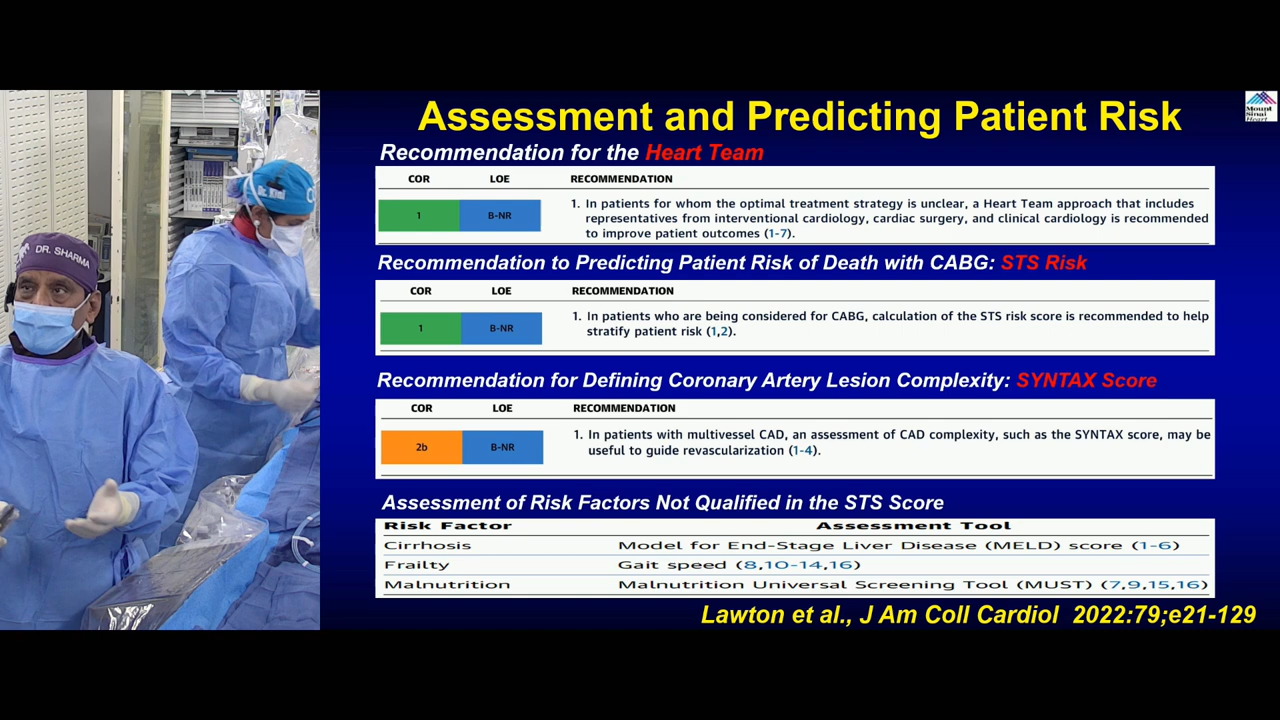 Assessment and Predicting Patient Risk
Mount
Sinai
Heart
Recommendation for the Heart Team
COR LOE RECOMMENDATION
1 B-NR 1. In patients for whom the optimal treatment strategy is unclear, a Heart Team approach that includes
representatives from interventional cardiology, cardiac surgery, and clinical cardiology is recommended
to improve patient outcomes (1-7).
Recommendation to Predicting Patient Risk of Death with CABG: STS Risk
COR LOE RECOMMENDATION
1 B-NR 1. In patients who are being considered for CABG, calculation of the STS risk score is recommended to help
stratify patient risk (1,2).
Recommendation for Defining Coronary Artery Lesion Complexity: SYNTAX Score
COR LOE RECOMMENDATION
2b B-NR 1. In patients with multivessel CAD, an assessment of CAD complexity, such as the SYNTAX score, may be
useful to guide revascularization (1-4).
Assessment of Risk Factors Not Qualified in the STS Score
Risk Factor Assessment Tool
Cirrhosis Model for End-Stage Liver Disease (MELD) score (1-6)
Frailty Gait speed (8,10-14,16)
Malnutrition Malnutrition Universal Screening Tool (MUST) (7,9,15,16)
Lawton et al., J Am Coll Cardiol 2022:79;e21-129
DR. SHARMA
Dr. Kini